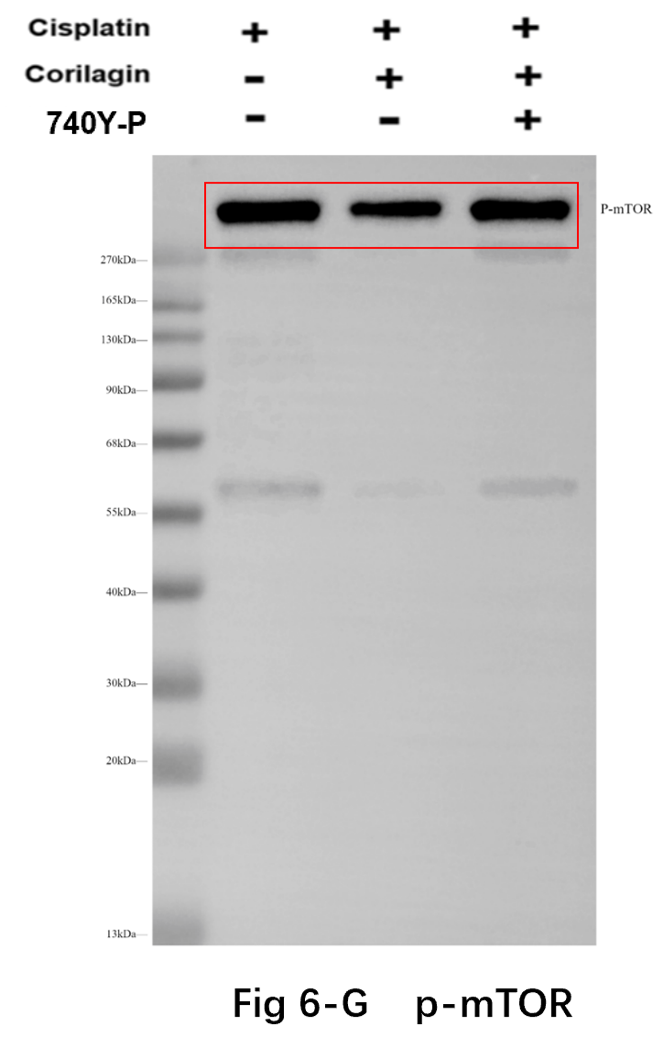 Cisplatin + + +
Corilagin - + +
740Y-P - - +
P-mTOR
270kDa
165kDa
130kDa
90kDa
68kDa
55kDa
40kDa
30kDa
20kDa
13kDa
Fig 6-G p-mTOR